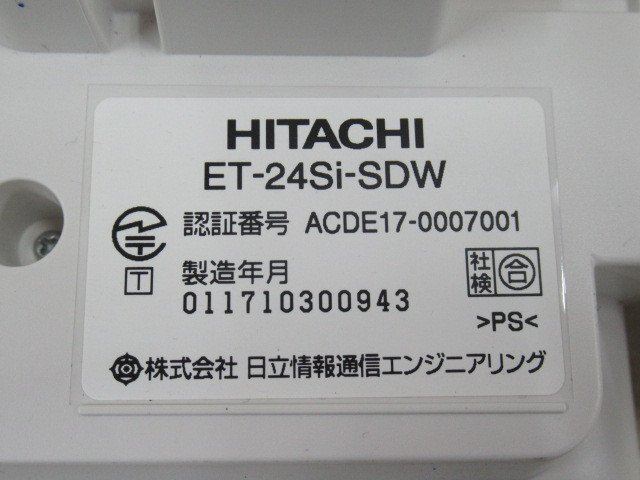 HITACHI
ET-24Si-SDW
認証番号 ACDE17-0007001
T
製造年月
011710300943
社検 合
>PS<
株式会社 日立情報通信エンジニアリング